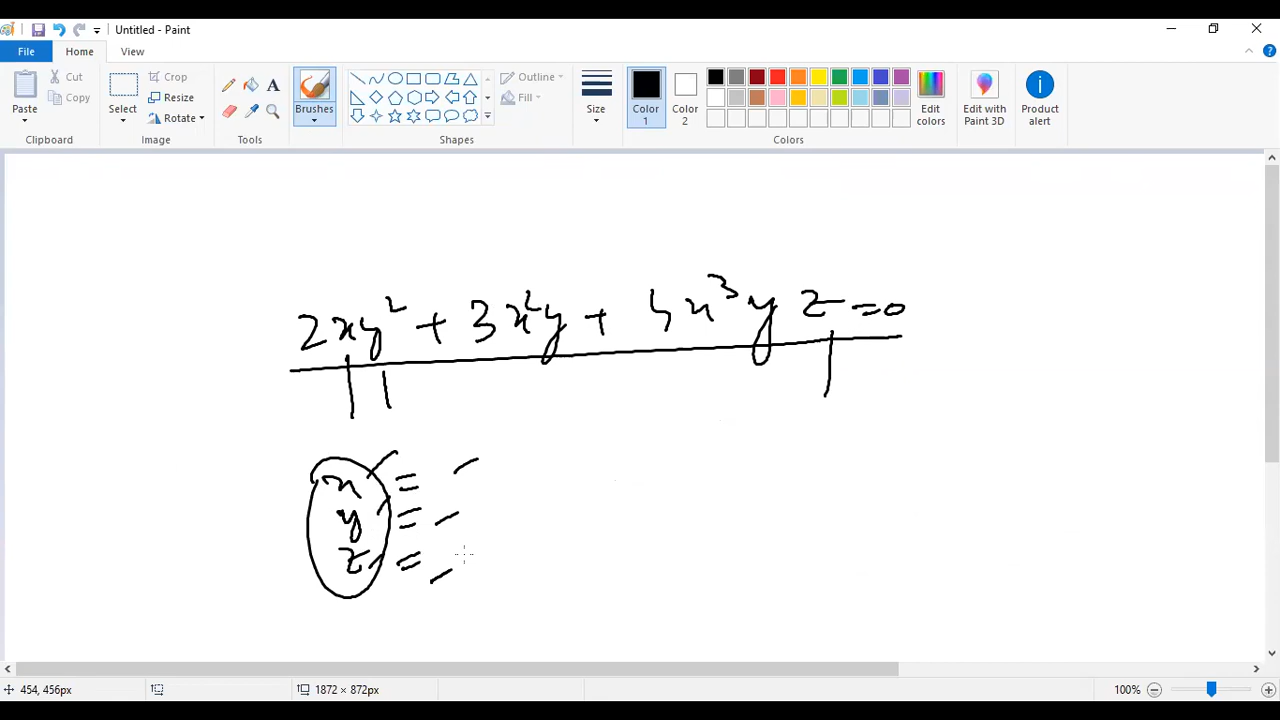 Untitled - Paint
File Home View
Paste Cut Copy Select Crop Resize Rotate A Brushes Outline Fill Size Color 1 Color 2 Edit colors Edit with Paint 3D Product alert
Clipboard Image Tools Shapes Colors
2xy² + 3x²y + 5x³yz = 0
x =
y =
z =
454, 456px 1872 × 872px 100%